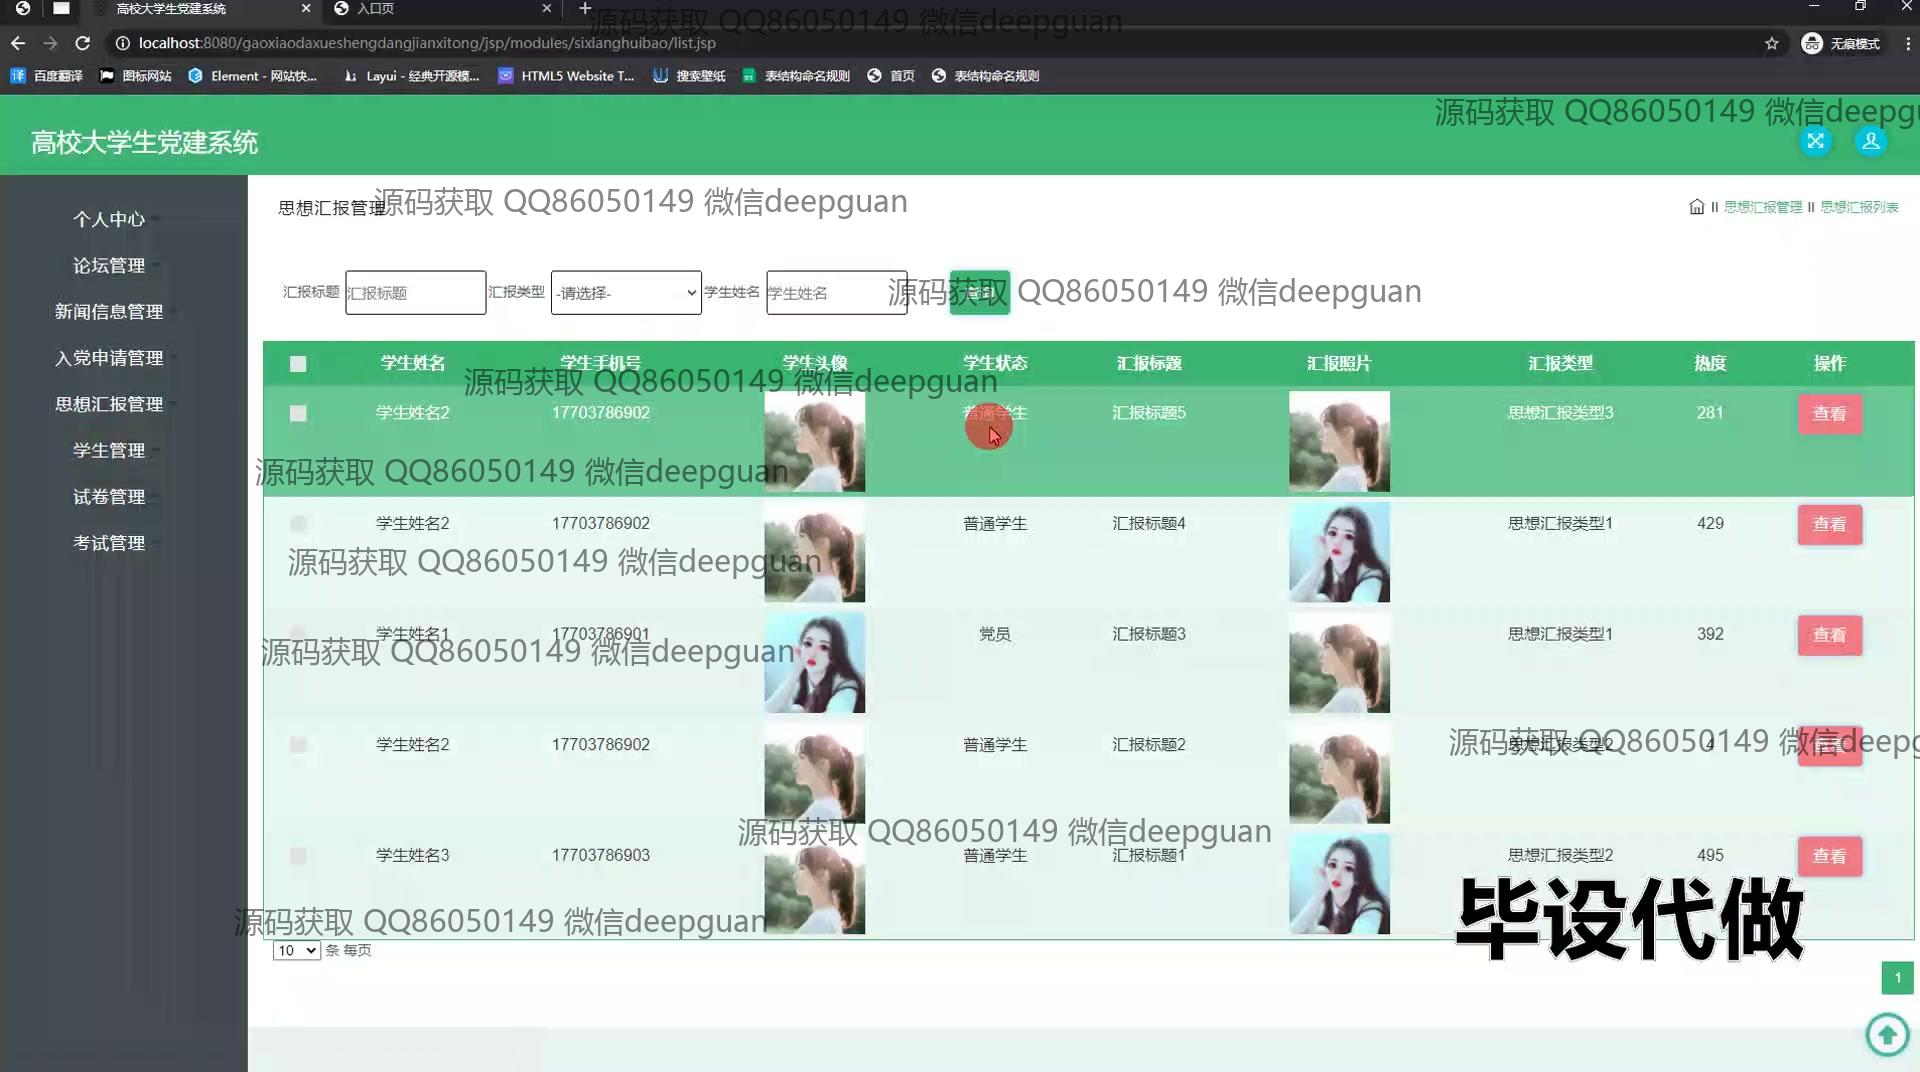 高校大学生党建系统
入口页
源码获取 QQ86050149 微信deepguan
localhost:8080/gaoxiaodaxueshengdangjianxitong/jsp/modules/sixianghuibao/list.jsp
无痕模式
百度翻译 图标网站 Element - 网站快... Layui - 经典开源模... HTML5 Website T... 搜索壁纸 表结构命名规则 首页 表结构命名规则
源码获取 QQ86050149 微信deepgu
高校大学生党建系统
个人中心
论坛管理
新闻信息管理
入党申请管理
思想汇报管理
学生管理
试卷管理
考试管理
思想汇报管理
源码获取 QQ86050149 微信deepguan
思想汇报管理 思想汇报列表
汇报标题 汇报标题 汇报类型 -请选择- 学生姓名 学生姓名
源码获取 QQ86050149 微信deepguan
学生姓名 学生手机号 学生头像 学生状态 汇报标题 汇报照片 汇报类型 热度 操作
源码获取 QQ86050149 微信deepguan
学生姓名2 17703786902 普通学生 汇报标题5 思想汇报类型3 281 查看
源码获取 QQ86050149 微信deepguan
学生姓名2 17703786902 普通学生 汇报标题4 思想汇报类型1 429 查看
源码获取 QQ86050149 微信deepguan
学生姓名1 17703786901 党员 汇报标题3 思想汇报类型1 392 查看
源码获取 QQ86050149 微信deepguan
学生姓名2 17703786902 普通学生 汇报标题2 思想汇报类型2 4
源码获取 QQ86050149 微信deepg
源码获取 QQ86050149 微信deepguan
学生姓名3 17703786903 普通学生 汇报标题1 思想汇报类型2 495 查看
毕设代做
源码获取 QQ86050149 微信deepguan
10 条 每页
1